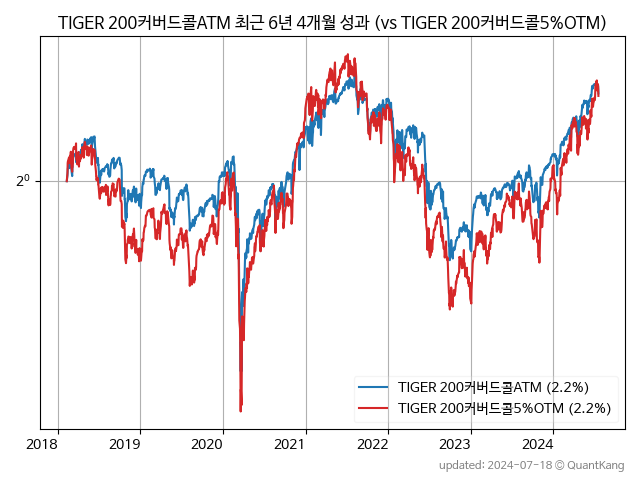 TIGER 200커버드콜ATM 최근 6년 4개월 성과 (vs TIGER 200커버드콜5%OTM)
2⁰
TIGER 200커버드콜ATM (2.2%)
TIGER 200커버드콜5%OTM (2.2%)
2018 2019 2020 2021 2022 2023 2024
updated: 2024-07-18 © QuantKang